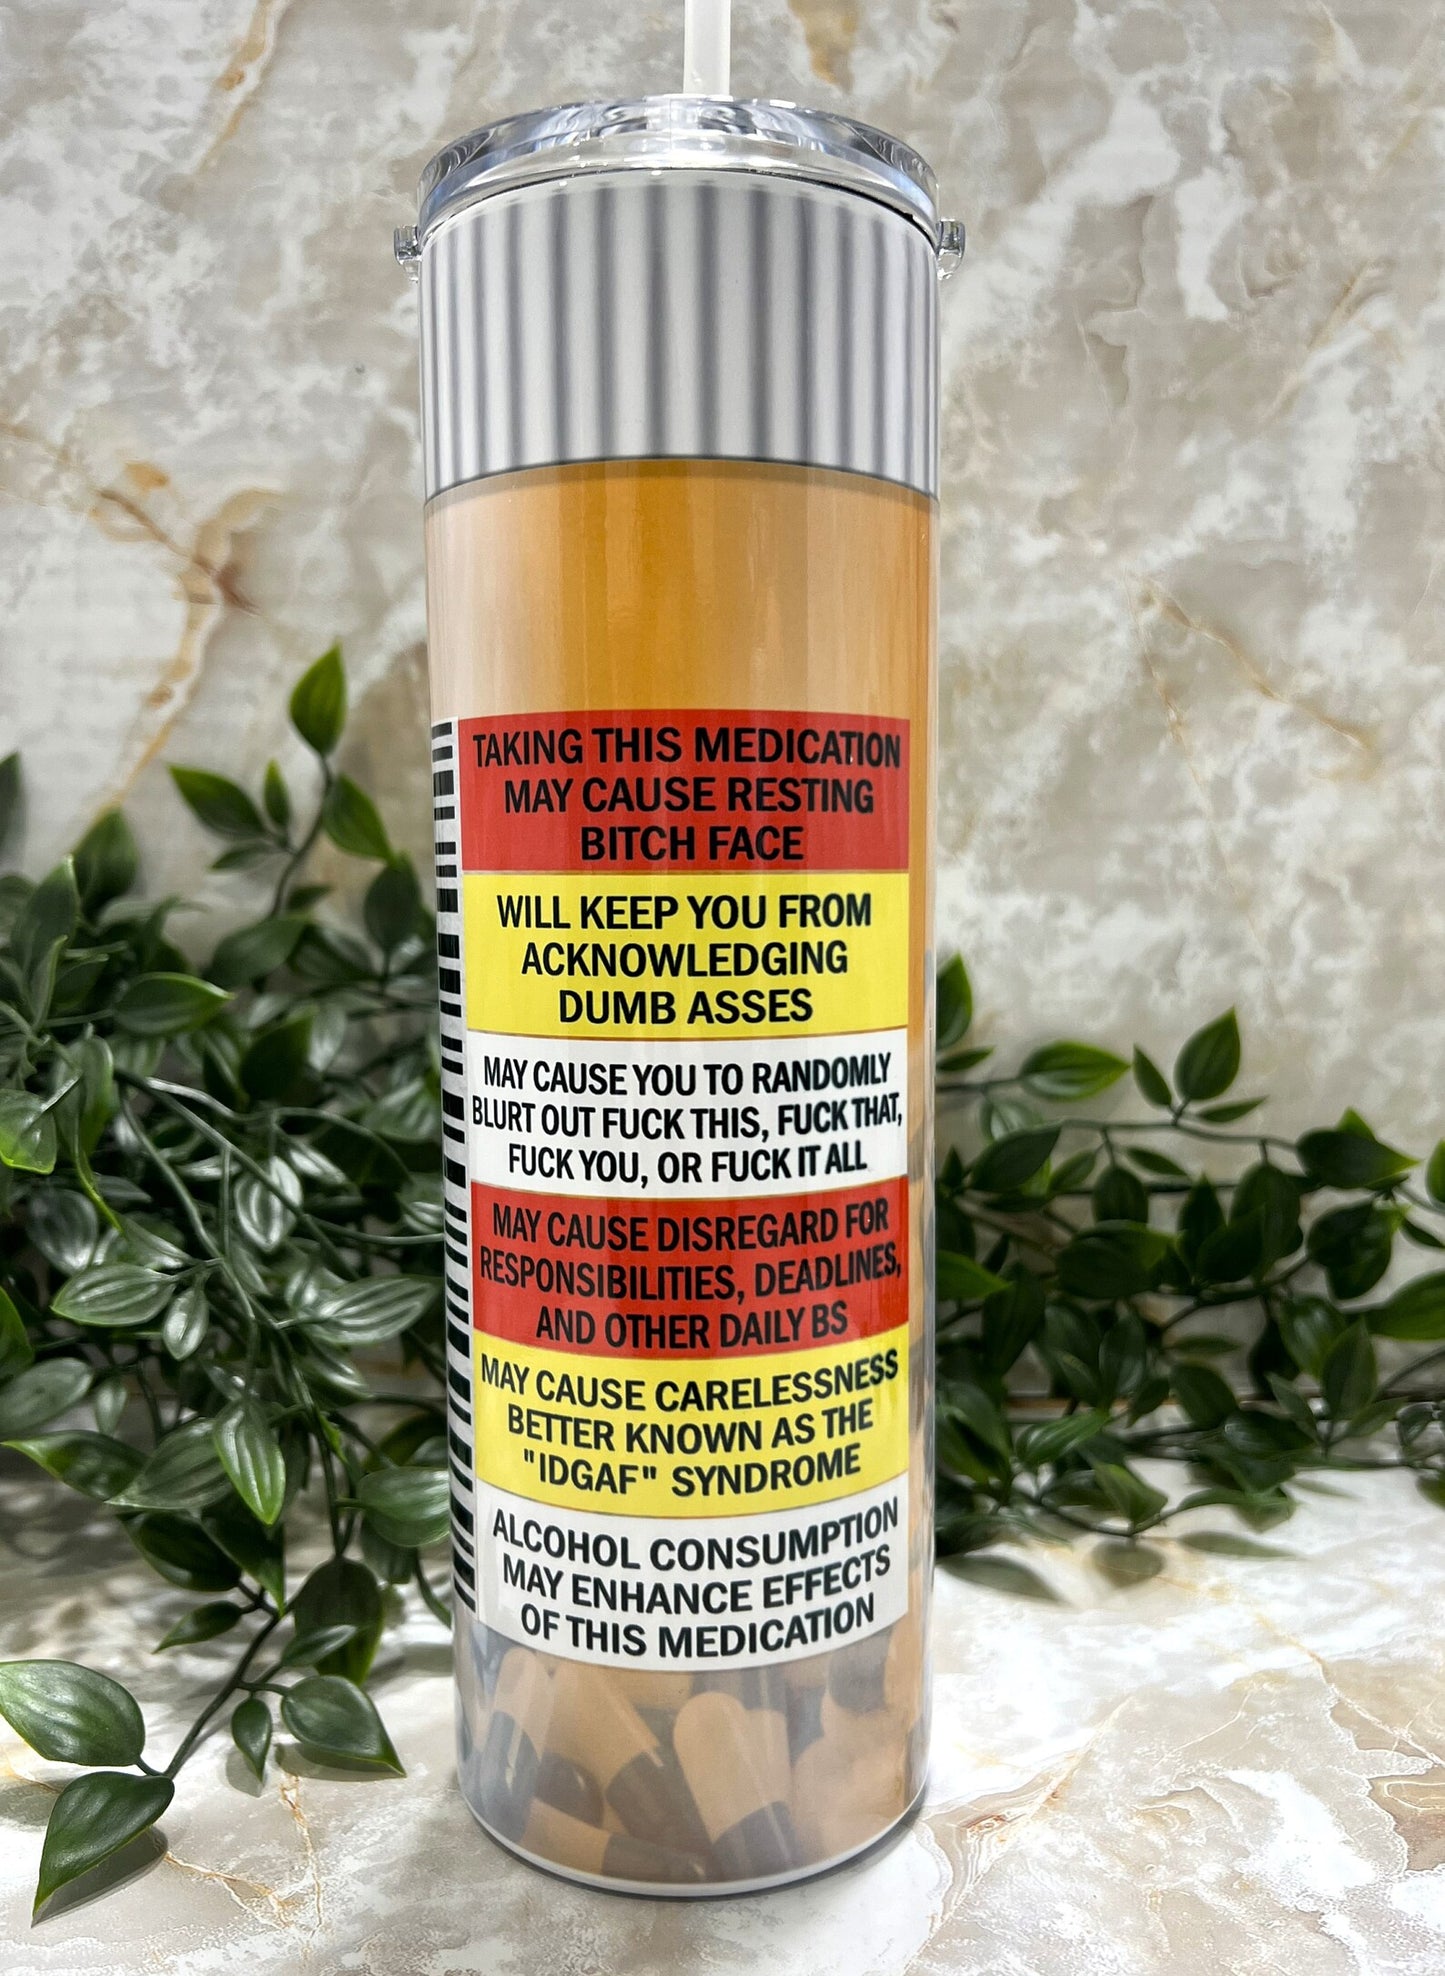 TAKING THIS MEDICATION
MAY CAUSE RESTING
BITCH FACE
WILL KEEP YOU FROM
ACKNOWLEDGING
DUMB ASSES
MAY CAUSE YOU TO RANDOMLY
BLURT OUT FUCK THIS, FUCK THAT,
FUCK YOU, OR FUCK IT ALL
MAY CAUSE DISREGARD FOR
RESPONSIBILITIES, DEADLINES,
AND OTHER DAILY BS
MAY CAUSE CARELESSNESS
BETTER KNOWN AS THE
"IDGAF" SYNDROME
ALCOHOL CONSUMPTION
MAY ENHANCE EFFECTS
OF THIS MEDICATION